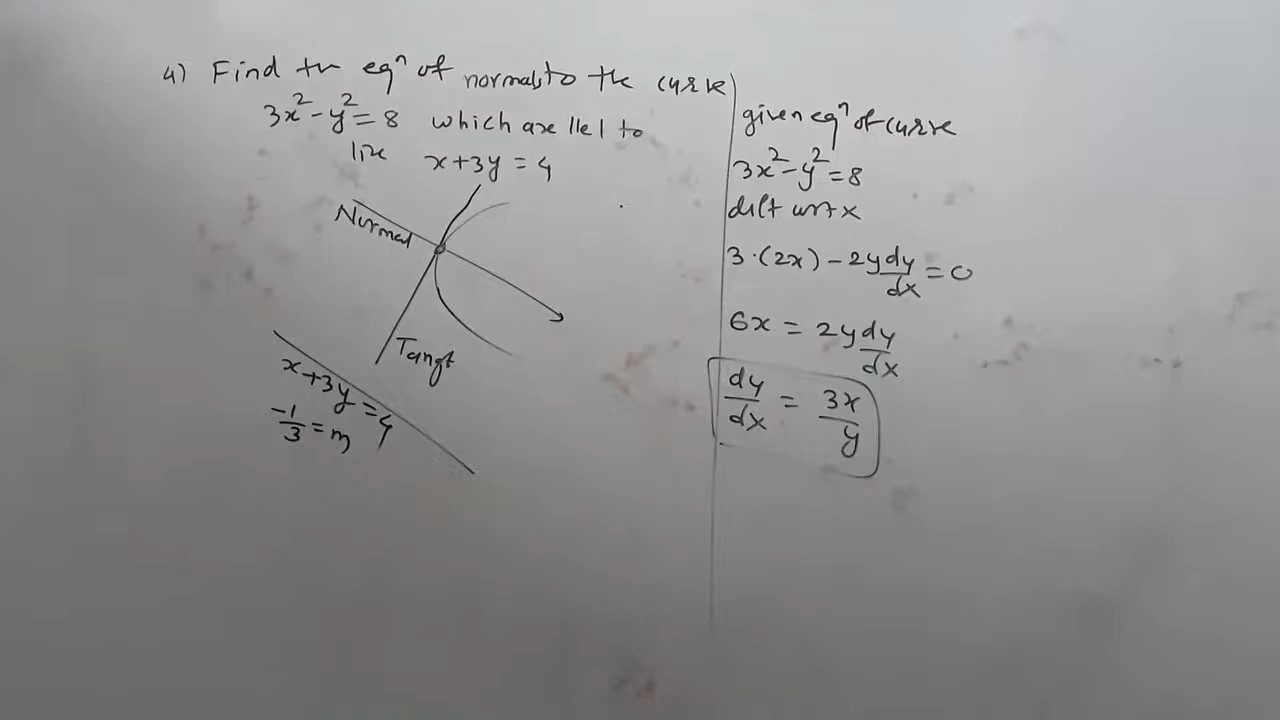 4) Find th eqⁿ of normals to the curve
3x² - y² = 8 which are llel to
line x+3y = 4
Normal
Tangt
x+3y = 4
-1/3 = m
given eqⁿ of curve
3x² - y² = 8
diff wrt x
3·(2x) - 2y dy/dx = 0
6x = 2y dy/dx
dy/dx = 3x/y